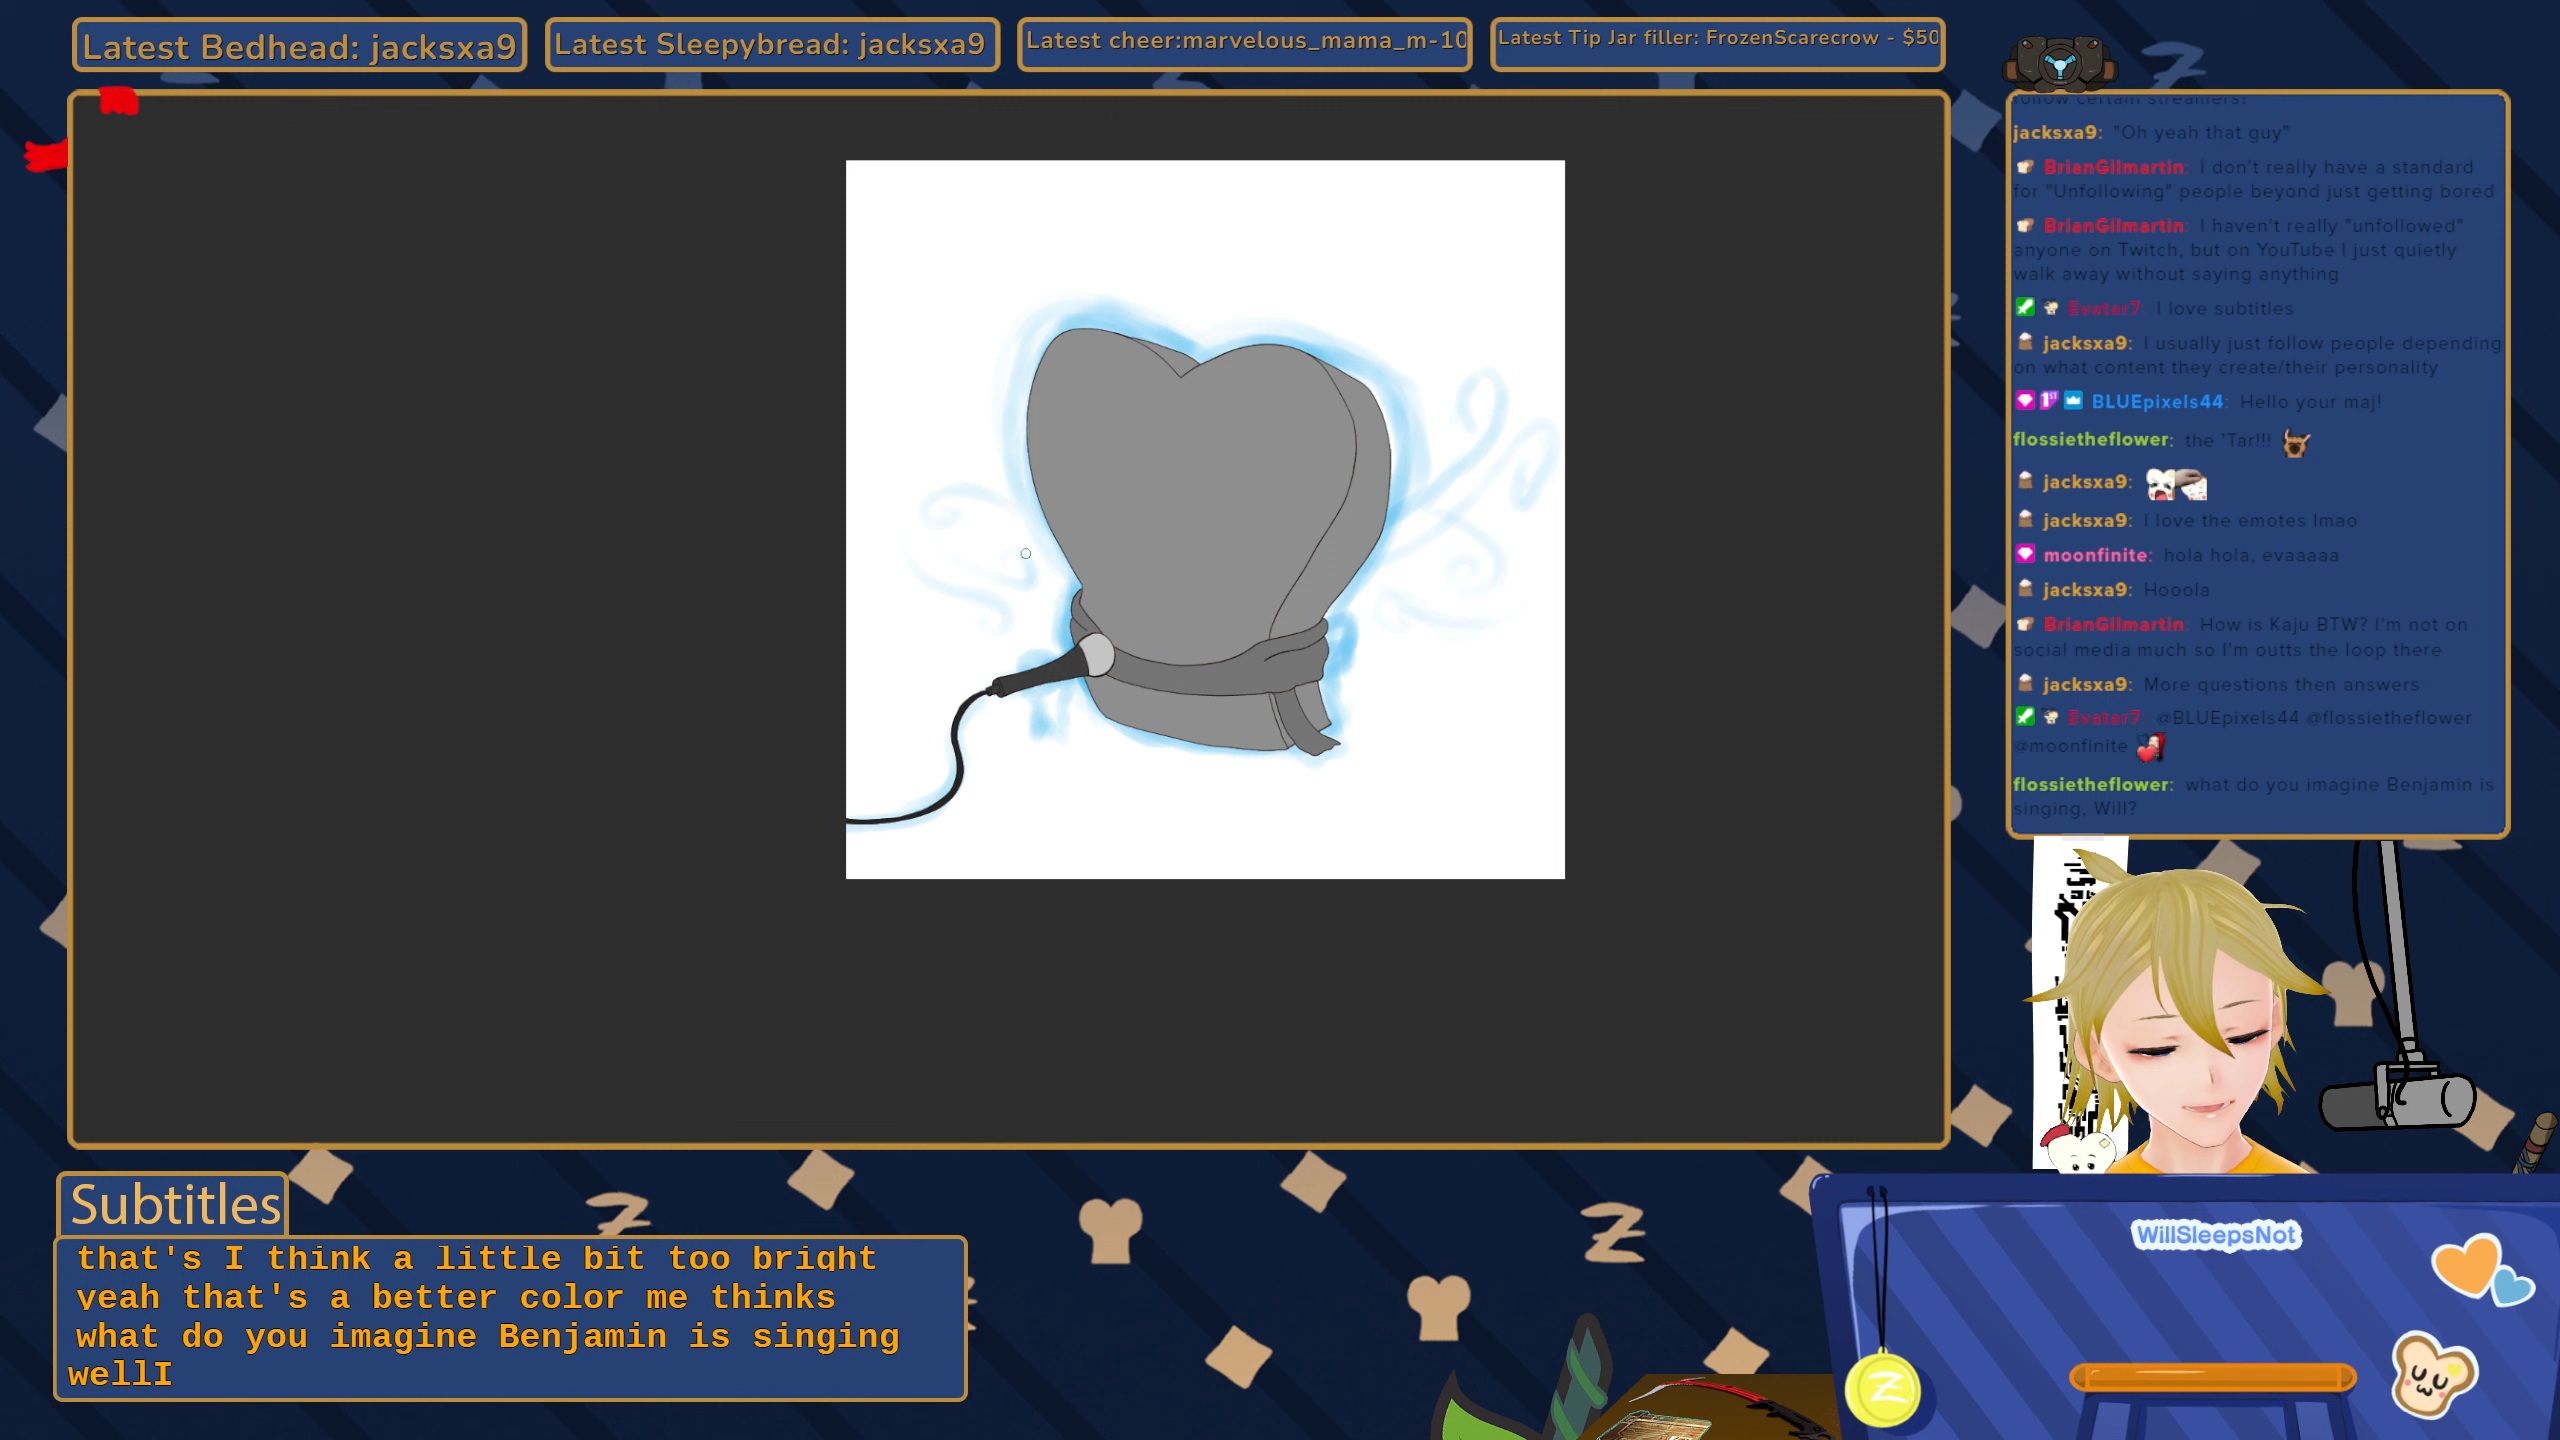 Latest Bedhead: jacksxa9
Latest Sleepybread: jacksxa9
Latest cheer:marvelous_mama_m-10
Latest Tip Jar filler: FrozenScarecrow - $50
follow certain streamers!
jacksxa9: "Oh yeah that guy"
BrianGilmartin: I don't really have a standard
for "Unfollowing" people beyond just getting bored
BrianGilmartin: I haven't really "unfollowed"
anyone on Twitch, but on YouTube I just quietly
walk away without saying anything
Evatar7: I love subtitles
jacksxa9: I usually just follow people depending
on what content they create/their personality
1ST BLUEpixels44: Hello your maj!
flossietheflower: the 'Tar!!!
jacksxa9:
jacksxa9: I love the emotes lmao
moonfinite: hola hola, evaaaaa
jacksxa9: Hooola
BrianGilmartin: How is Kaju BTW? I'm not on
social media much so I'm outts the loop there
jacksxa9: More questions then answers
Evatar7: @BLUEpixels44 @flossietheflower
@moonfinite
flossietheflower: what do you imagine Benjamin is
singing, Will?
Subtitles
that's I think a little bit too bright
yeah that's a better color me thinks
what do you imagine Benjamin is singing
wellI
WillSleepsNot
Z